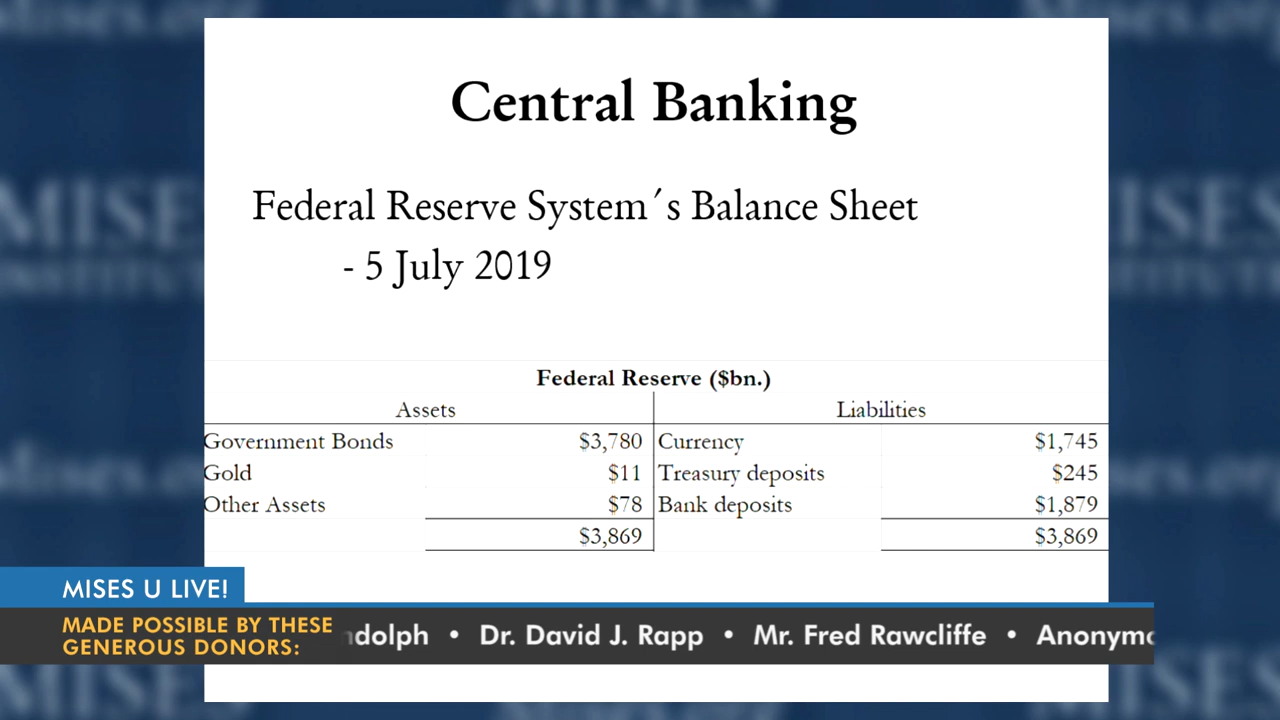 Central Banking
Federal Reserve System´s Balance Sheet
- 5 July 2019
Federal Reserve ($bn.)
Assets Liabilities
Government Bonds $3,780 Currency $1,745
Gold $11 Treasury deposits $245
Other Assets $78 Bank deposits $1,879
$3,869 $3,869
MISES U LIVE!
MADE POSSIBLE BY THESE
GENEROUS DONORS:
ndolph • Dr. David J. Rapp • Mr. Fred Rawcliffe • Anonymo